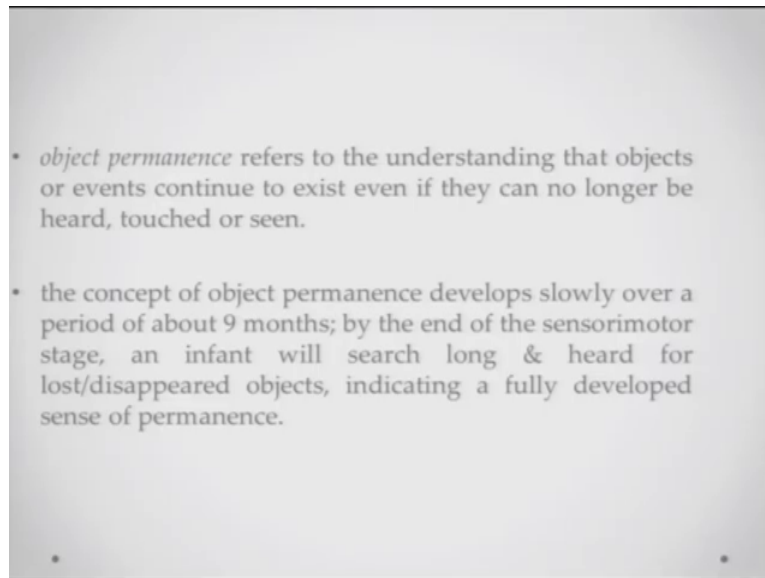 • object permanence refers to the understanding that objects
or events continue to exist even if they can no longer be
heard, touched or seen.
• the concept of object permanence develops slowly over a
period of about 9 months; by the end of the sensorimotor
stage, an infant will search long & heard for
lost/disappeared objects, indicating a fully developed
sense of permanence.